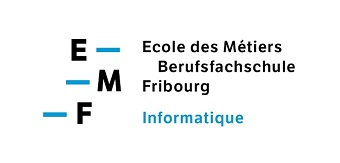 E Ecole des Métiers
M Berufsfachschule
F Fribourg
Informatique